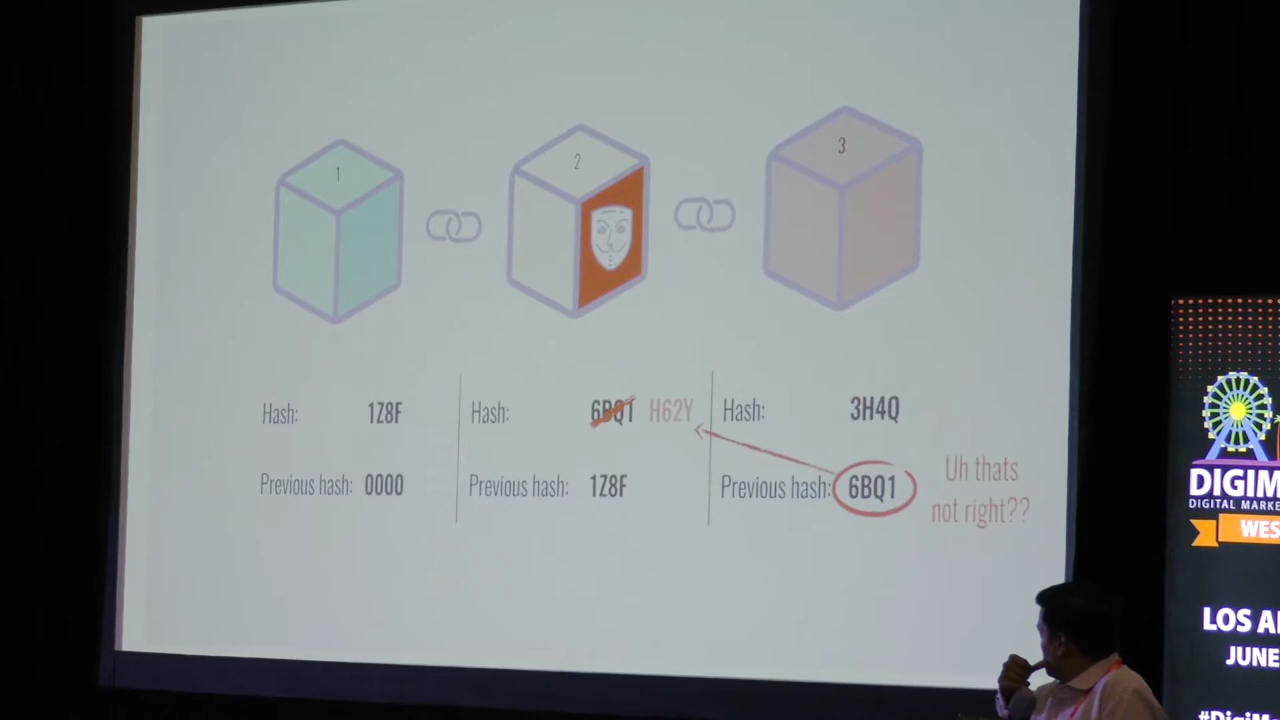 1
2
3
Hash: 1Z8F
Hash: 6BQ1 H62Y
Hash: 3H4Q
Previous hash: 0000
Previous hash: 1Z8F
Previous hash: 6BQ1
Uh thats
not right??
DIGIM
DIGITAL MARKE
WES
LOS A
JUNE